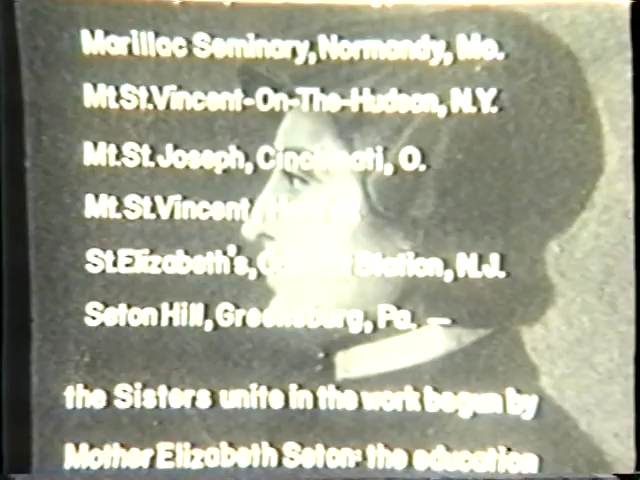 Marillac Seminary, Normandy, Mo.
Mt.St.Vincent-On-The-Hudson, N.Y.
Mt.St.Joseph, Cincinnati, O.
Mt.St.Vincent,
St.Elizabeth's, Station, N.J.
Seton Hill, Greensburg, Pa. —
the Sisters unite in the work begun by
Mother Elizabeth Seton: the education